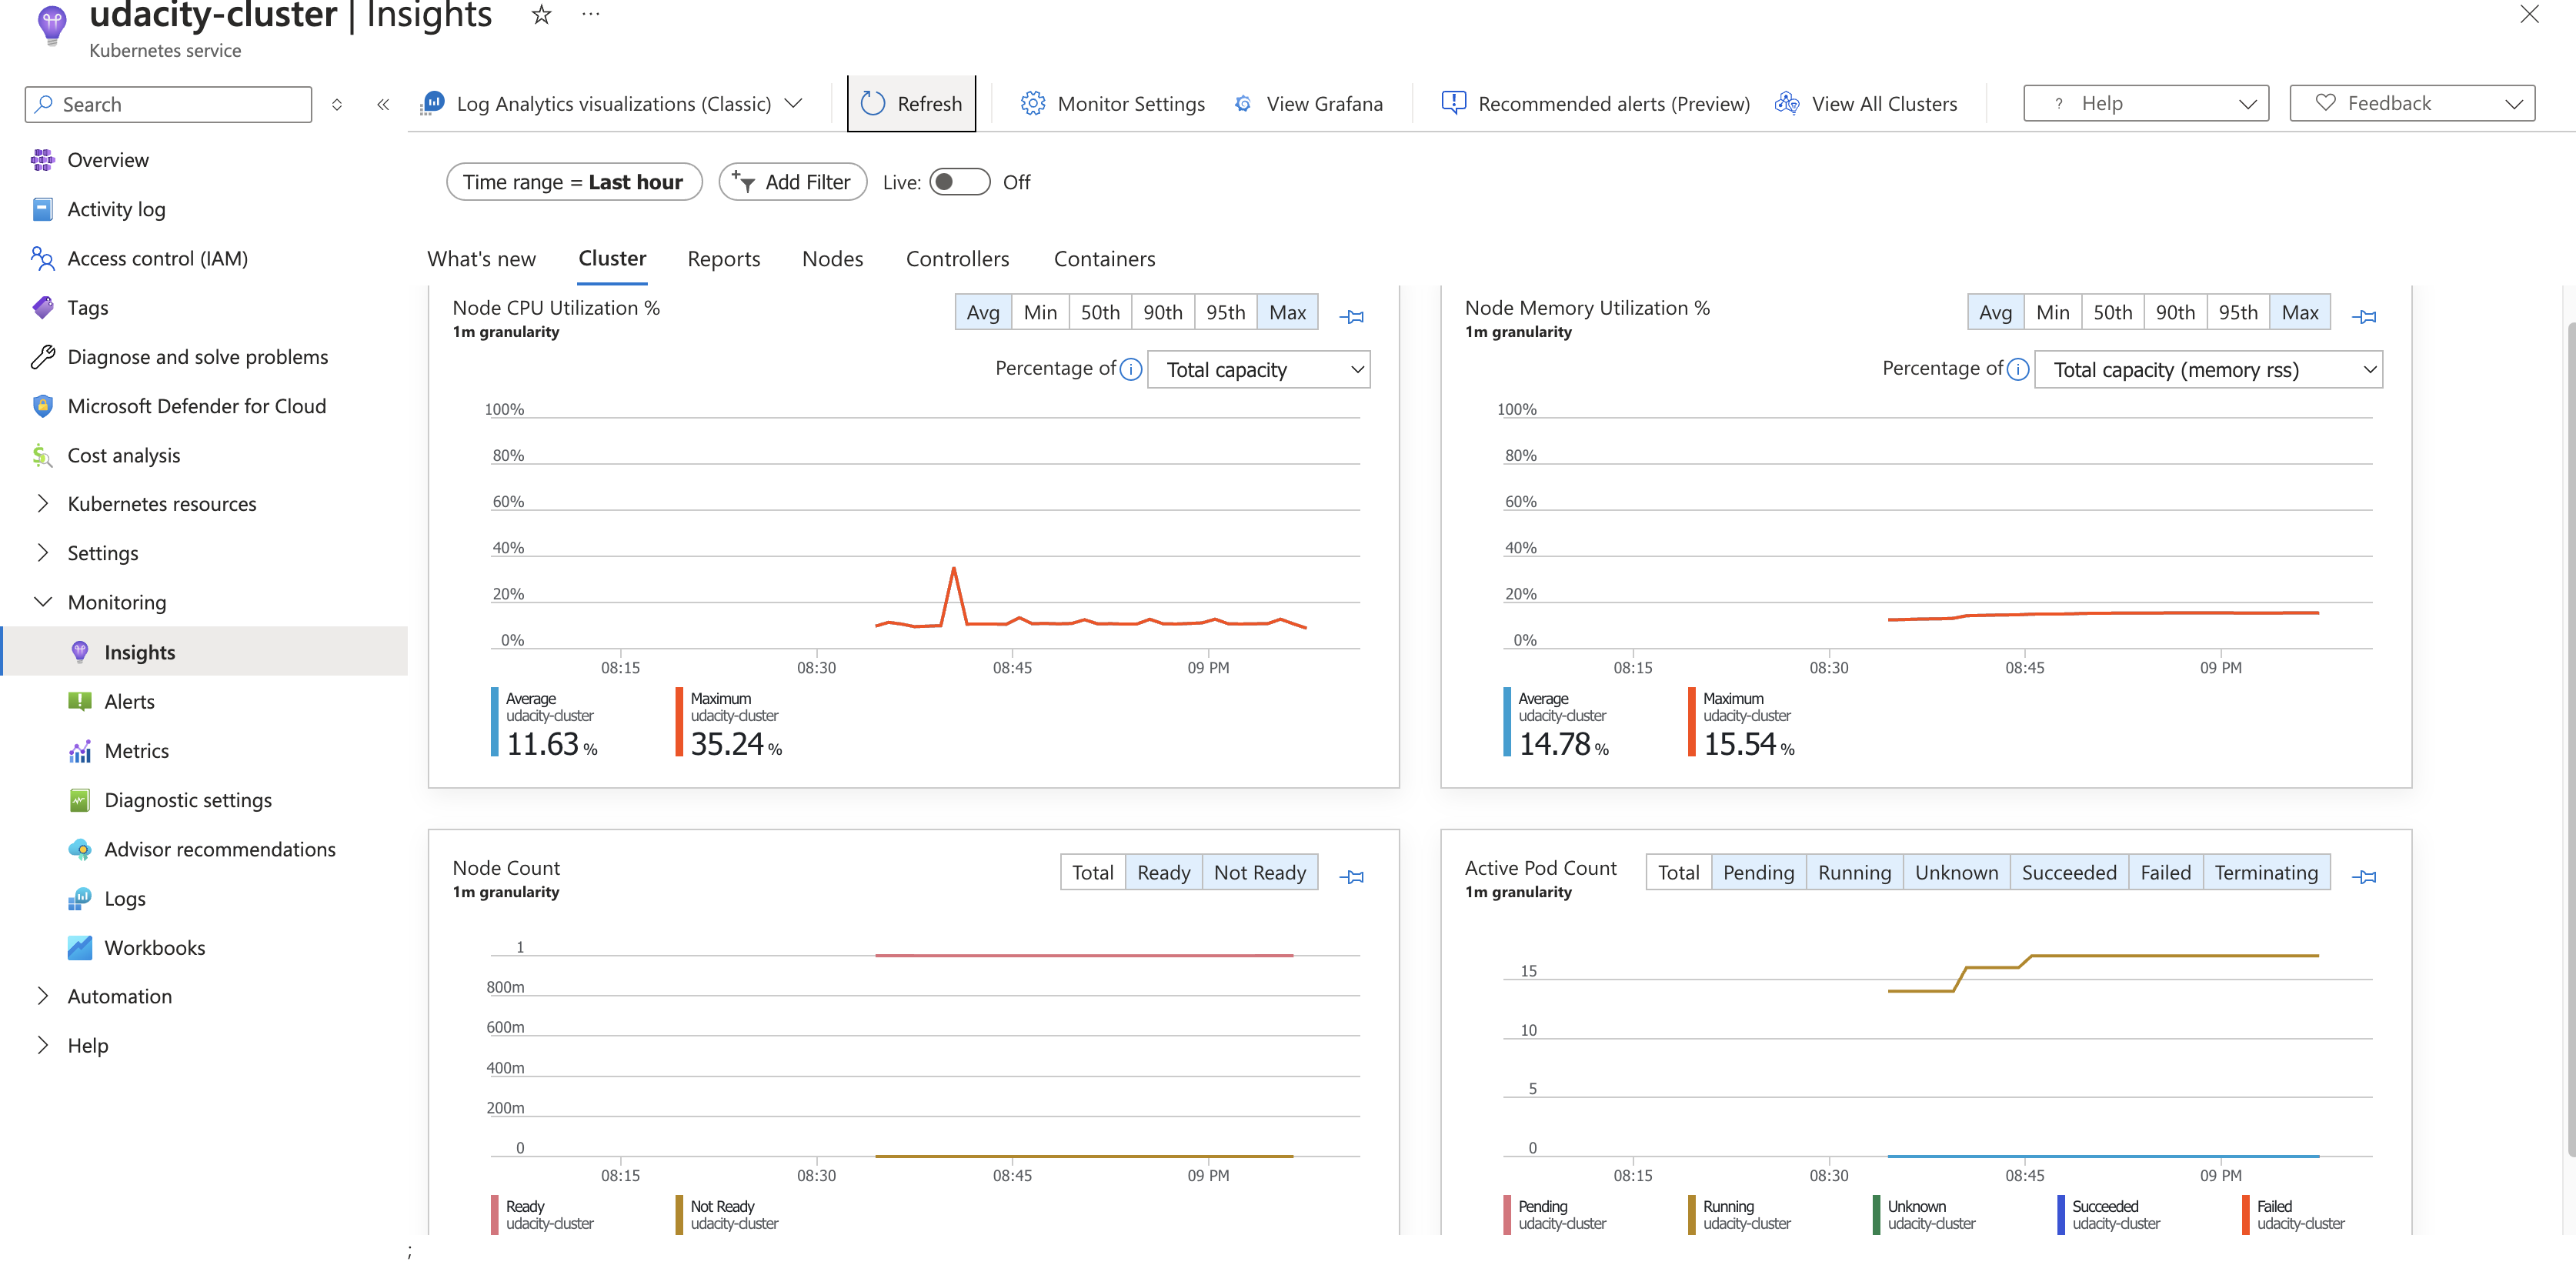 udacity-cluster | Insights ☆ ···
Kubernetes service
Search
Log Analytics visualizations (Classic)
Refresh
Monitor Settings
View Grafana
Recommended alerts (Preview)
View All Clusters
? Help
Feedback
Overview
Activity log
Access control (IAM)
Tags
Diagnose and solve problems
Microsoft Defender for Cloud
Cost analysis
Kubernetes resources
Settings
Monitoring
Insights
Alerts
Metrics
Diagnostic settings
Advisor recommendations
Logs
Workbooks
Automation
Help
Time range = Last hour
Add Filter
Live: Off
What's new Cluster Reports Nodes Controllers Containers
Node CPU Utilization %
1m granularity
Avg Min 50th 90th 95th Max
Percentage of Total capacity
100%
80%
60%
40%
20%
0%
08:15 08:30 08:45 09 PM
Average
udacity-cluster
11.63 %
Maximum
udacity-cluster
35.24 %
Node Memory Utilization %
1m granularity
Avg Min 50th 90th 95th Max
Percentage of Total capacity (memory rss)
100%
80%
60%
40%
20%
0%
08:15 08:30 08:45 09 PM
Average
udacity-cluster
14.78 %
Maximum
udacity-cluster
15.54 %
Node Count
1m granularity
Total Ready Not Ready
1
800m
600m
400m
200m
0
08:15 08:30 08:45 09 PM
Ready
udacity-cluster
Not Ready
udacity-cluster
Active Pod Count
1m granularity
Total Pending Running Unknown Succeeded Failed Terminating
15
10
5
0
08:15 08:30 08:45 09 PM
Pending
udacity-cluster
Running
udacity-cluster
Unknown
udacity-cluster
Succeeded
udacity-cluster
Failed
udacity-cluster
;